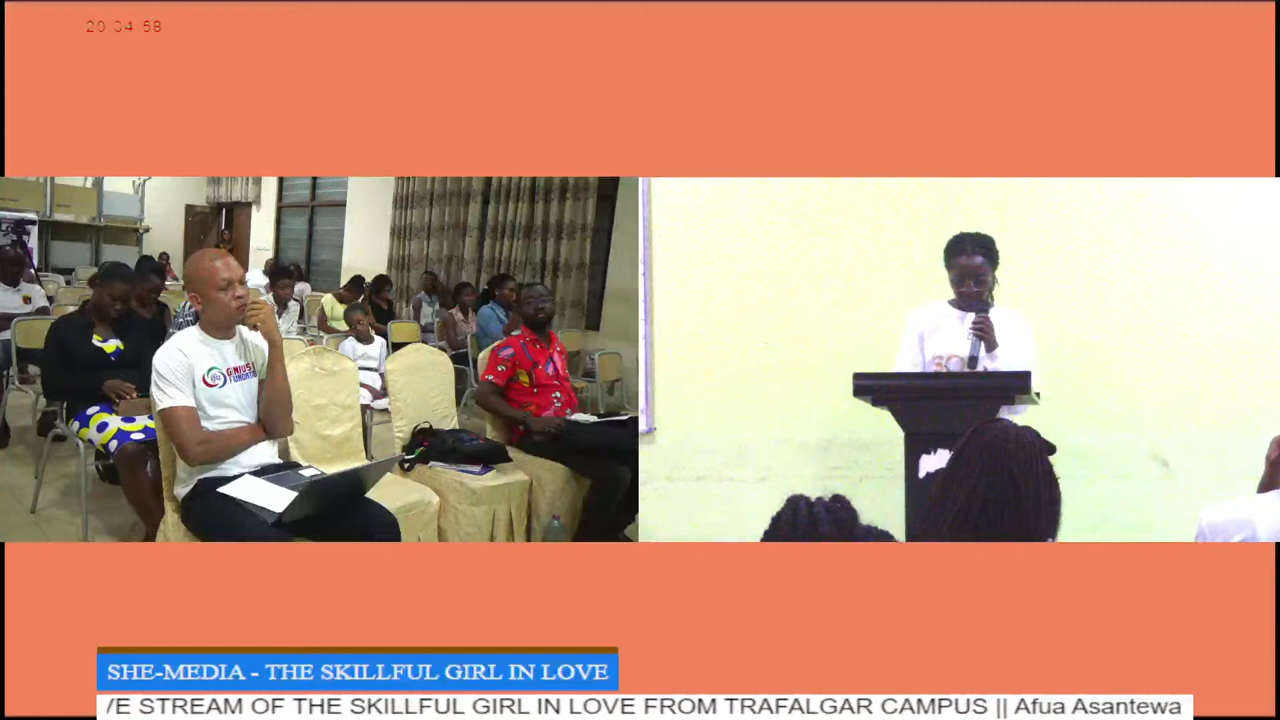 20 34 58
GENIUS
SHE-MEDIA - THE SKILLFUL GIRL IN LOVE
/E STREAM OF THE SKILLFUL GIRL IN LOVE FROM TRAFALGAR CAMPUS || Afua Asantewa